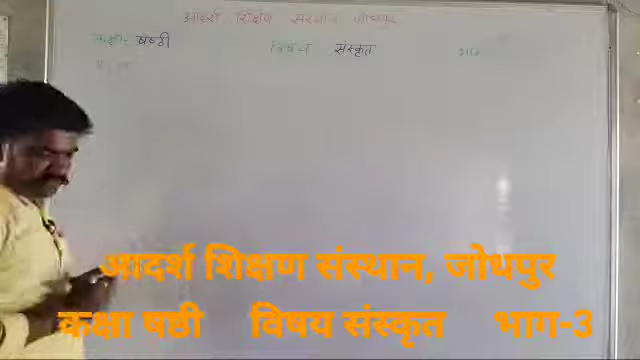 आदर्श शिक्षण संस्थान जोधपुर
कक्षा- षष्ठी विषय संस्कृत भाग
आदर्श शिक्षण संस्थान, जोधपुर
कक्षा षष्ठी विषय संस्कृत भाग-3